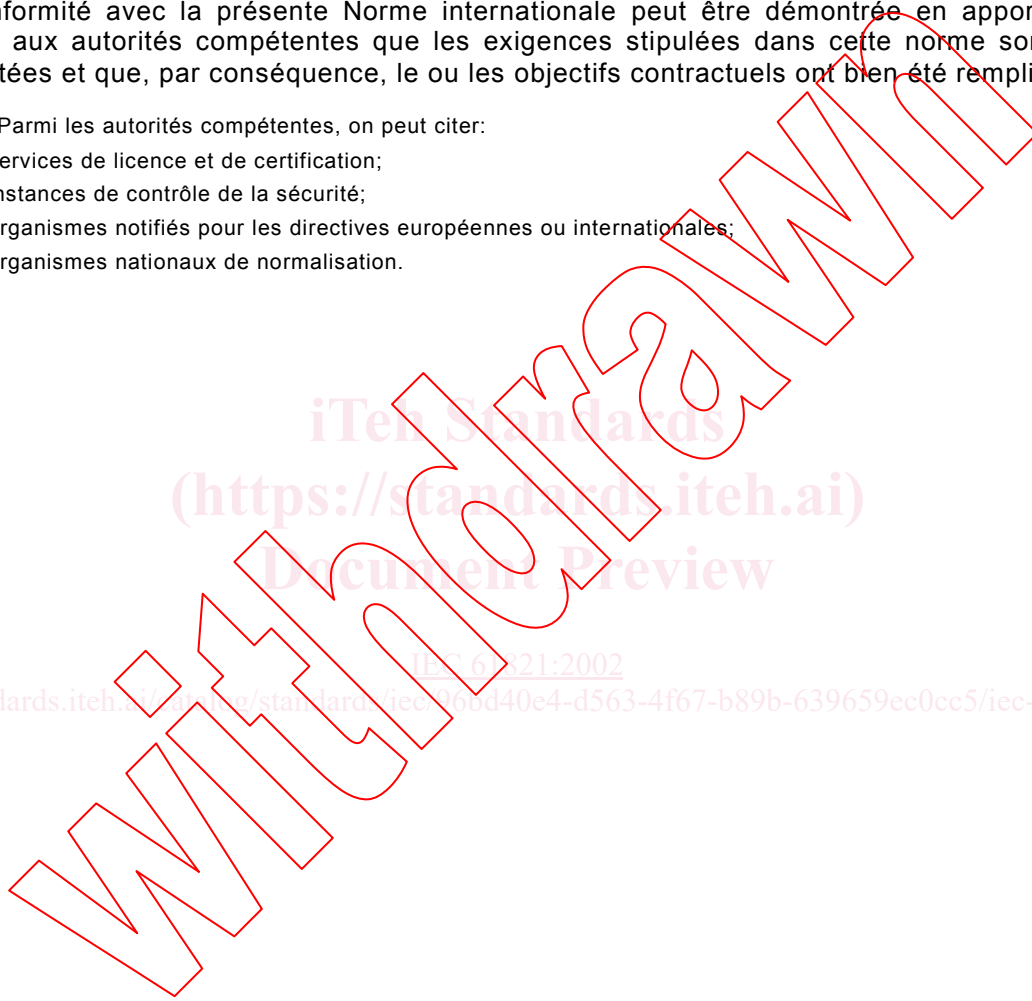 nformité avec la présente Norme internationale peut être démontrée en appor
aux autorités compétentes que les exigences stipulées dans cette norme so
tées et que, par conséquence, le ou les objectifs contractuels ont bien été rempli
Parmi les autorités compétentes, on peut citer:
ervices de licence et de certification;
nstances de contrôle de la sécurité;
rganismes notifiés pour les directives européennes ou internationales;
rganismes nationaux de normalisation.
iTeh Standards
(https://standards.iteh.ai)
Document Preview
IEC 61821:2002
dards.iteh.ai/catalog/standards/iec/96bd40e4-d563-4f67-b89b-639659ec0cc5/iec-
withdrawn